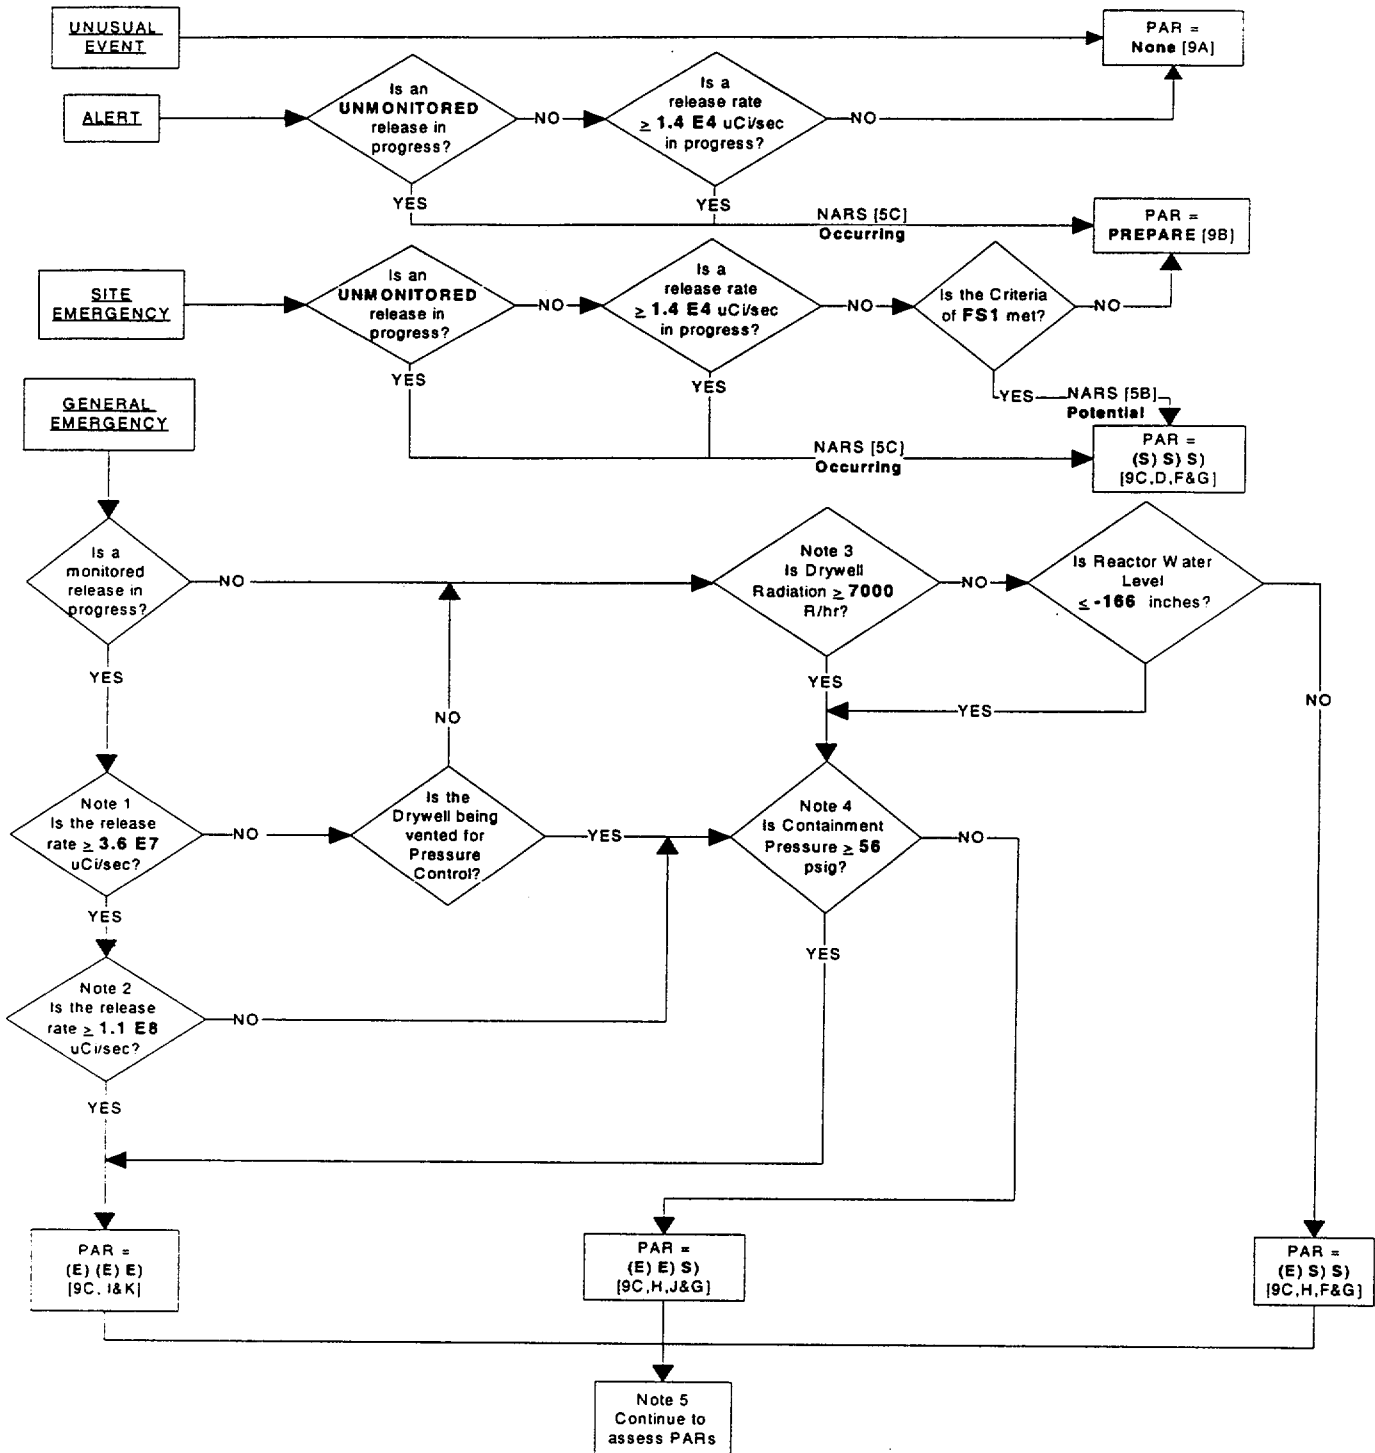 UNUSUAL
EVENT
PAR =
None [9A]
ALERT
Is an
UNMONITORED
release in
progress?
NO
Is a
release rate
≥ 1.4 E4 uCi/sec
in progress?
NO
YES
YES
NARS [5C]
Occurring
PAR =
PREPARE [9B]
SITE
EMERGENCY
Is an
UNMONITORED
release in
progress?
NO
Is a
release rate
≥ 1.4 E4 uCi/sec
in progress?
NO
Is the Criteria
of FS1 met?
NO
YES
YES
YES
NARS [5B]
Potential
NARS [5C]
Occurring
PAR =
(S) S) S)
[9C,D,F&G]
GENERAL
EMERGENCY
Is a
monitored
release in
progress?
NO
Note 3
Is Drywell
Radiation ≥ 7000
R/hr?
NO
Is Reactor Water
Level
≤ -166 inches?
YES
YES
YES
NO
NO
Note 1
Is the release
rate ≥ 3.6 E7
uCi/sec?
NO
Is the
Drywell being
vented for
Pressure
Control?
YES
Note 4
Is Containment
Pressure ≥ 56
psig?
NO
YES
YES
Note 2
Is the release
rate ≥ 1.1 E8
uCi/sec?
NO
YES
PAR =
(E) (E) E)
[9C, I&K]
PAR =
(E) E) S)
[9C,H,J&G]
PAR =
(E) S) S)
[9C,H,F&G]
Note 5
Continue to
assess PARs